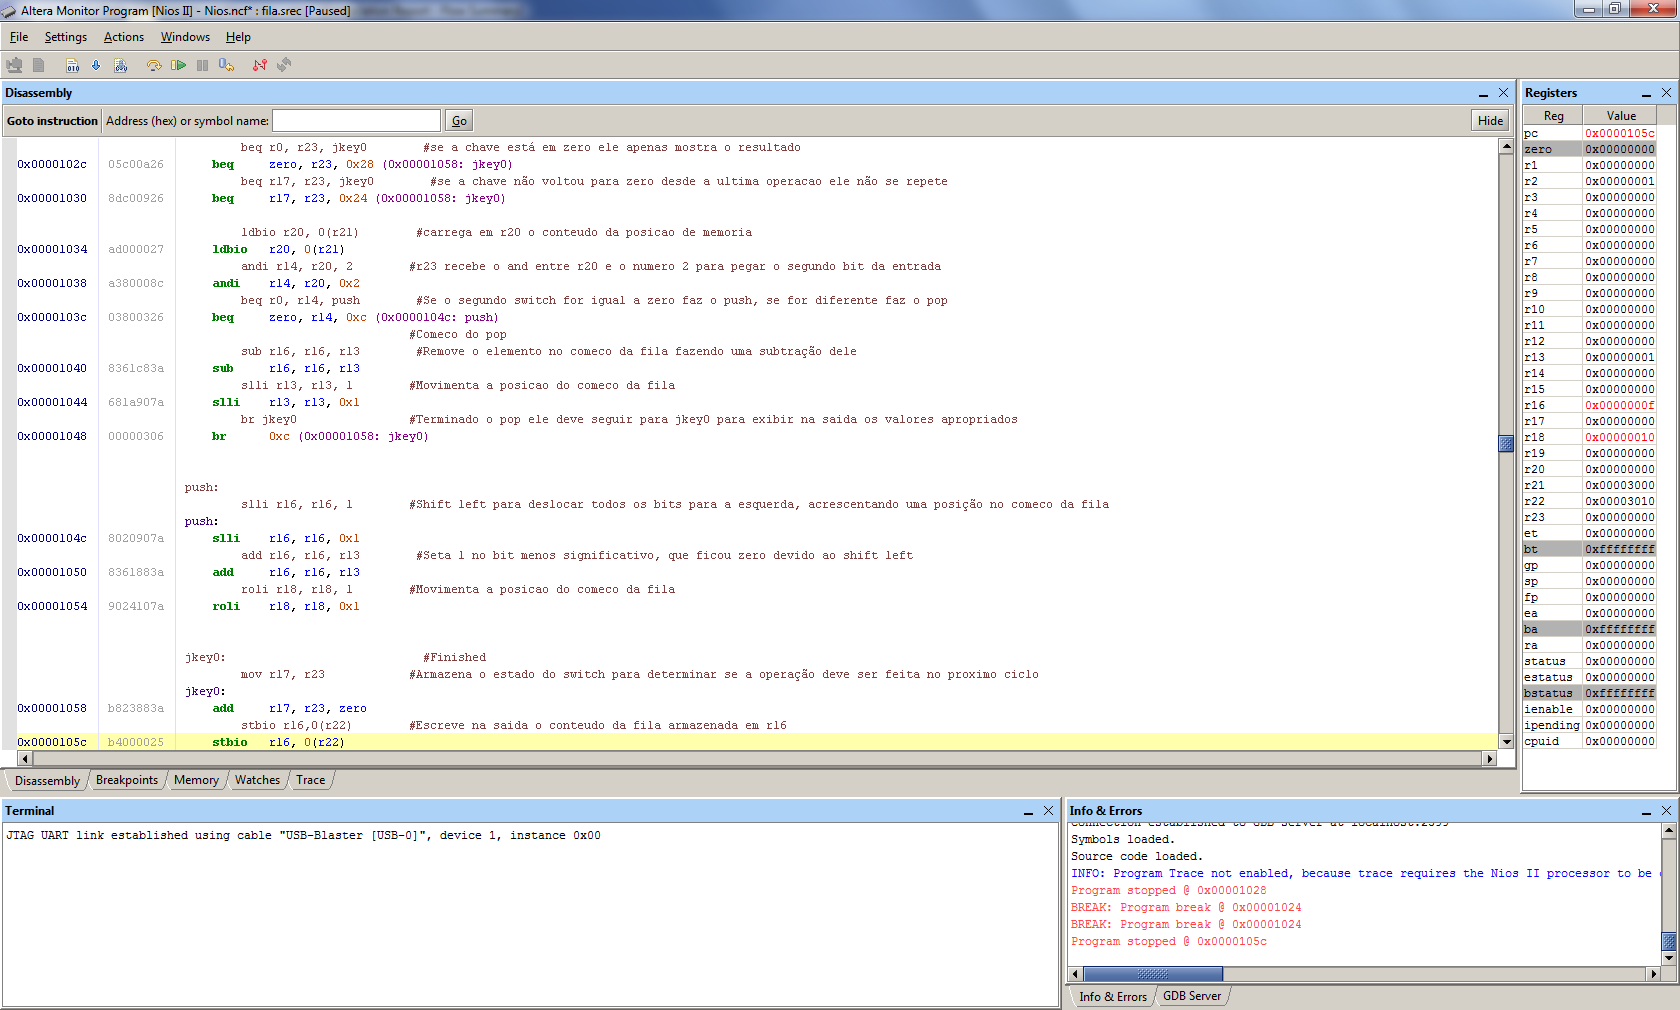 Altera Monitor Program [Nios II] - Nios.ncf* : fila.srec [Paused]
File Settings Actions Windows Help
Disassembly
Goto instruction Address (hex) or symbol name: Go Hide
beq r0, r23, jkey0 #se a chave está em zero ele apenas mostra o resultado
0x0000102c 05c00a26 beq zero, r23, 0x28 (0x00001058: jkey0)
beq r17, r23, jkey0 #se a chave não voltou para zero desde a ultima operacao ele não se repete
0x00001030 8dc00926 beq r17, r23, 0x24 (0x00001058: jkey0)
ldbio r20, 0(r21) #carrega em r20 o conteudo da posicao de memoria
0x00001034 ad000027 ldbio r20, 0(r21)
andi r14, r20, 2 #r23 recebe o and entre r20 e o numero 2 para pegar o segundo bit da entrada
0x00001038 a380008c andi r14, r20, 0x2
beq r0, r14, push #Se o segundo switch for igual a zero faz o push, se for diferente faz o pop
0x0000103c 03800326 beq zero, r14, 0xc (0x0000104c: push)
#Comeco do pop
sub r16, r16, r13 #Remove o elemento no comeco da fila fazendo uma subtração dele
0x00001040 8361c83a sub r16, r16, r13
slli r13, r13, 1 #Movimenta a posicao do comeco da fila
0x00001044 681a907a slli r13, r13, 0x1
br jkey0 #Terminado o pop ele deve seguir para jkey0 para exibir na saida os valores apropriados
0x00001048 00000306 br 0xc (0x00001058: jkey0)
push:
slli r16, r16, 1 #Shift left para deslocar todos os bits para a esquerda, acrescentando uma posição no comeco da fila
push:
0x0000104c 8020907a slli r16, r16, 0x1
add r16, r16, r13 #Seta 1 no bit menos significativo, que ficou zero devido ao shift left
0x00001050 8361883a add r16, r16, r13
roli r18, r18, 1 #Movimenta a posicao do comeco da fila
0x00001054 9024107a roli r18, r18, 0x1
jkey0: #Finished
mov r17, r23 #Armazena o estado do switch para determinar se a operação deve ser feita no proximo ciclo
jkey0:
0x00001058 b823883a add r17, r23, zero
stbio r16,0(r22) #Escreve na saida o conteudo da fila armazenada em r16
0x0000105c b4000025 stbio r16, 0(r22)
Disassembly Breakpoints Memory Watches Trace
Registers
Reg Value
pc 0x0000105c
zero 0x00000000
r1 0x00000000
r2 0x00000001
r3 0x00000000
r4 0x00000000
r5 0x00000000
r6 0x00000000
r7 0x00000000
r8 0x00000000
r9 0x00000000
r10 0x00000000
r11 0x00000000
r12 0x00000000
r13 0x00000001
r14 0x00000000
r15 0x00000000
r16 0x0000000f
r17 0x00000000
r18 0x00000010
r19 0x00000000
r20 0x00000000
r21 0x00003000
r22 0x00003010
r23 0x00000000
et 0x00000000
bt 0xffffffff
gp 0x00000000
sp 0x00000000
fp 0x00000000
ea 0x00000000
ba 0xffffffff
ra 0x00000000
status 0x00000000
estatus 0x00000000
bstatus 0xffffffff
ienable 0x00000000
ipending 0x00000000
cpuid 0x00000000
Terminal
JTAG UART link established using cable "USB-Blaster [USB-0]", device 1, instance 0x00
Info & Errors
Connection established to GDB server at localhost:2399
Symbols loaded.
Source code loaded.
INFO: Program Trace not enabled, because trace requires the Nios II processor to be
Program stopped @ 0x00001028
BREAK: Program break @ 0x00001024
BREAK: Program break @ 0x00001024
Program stopped @ 0x0000105c
Info & Errors GDB Server